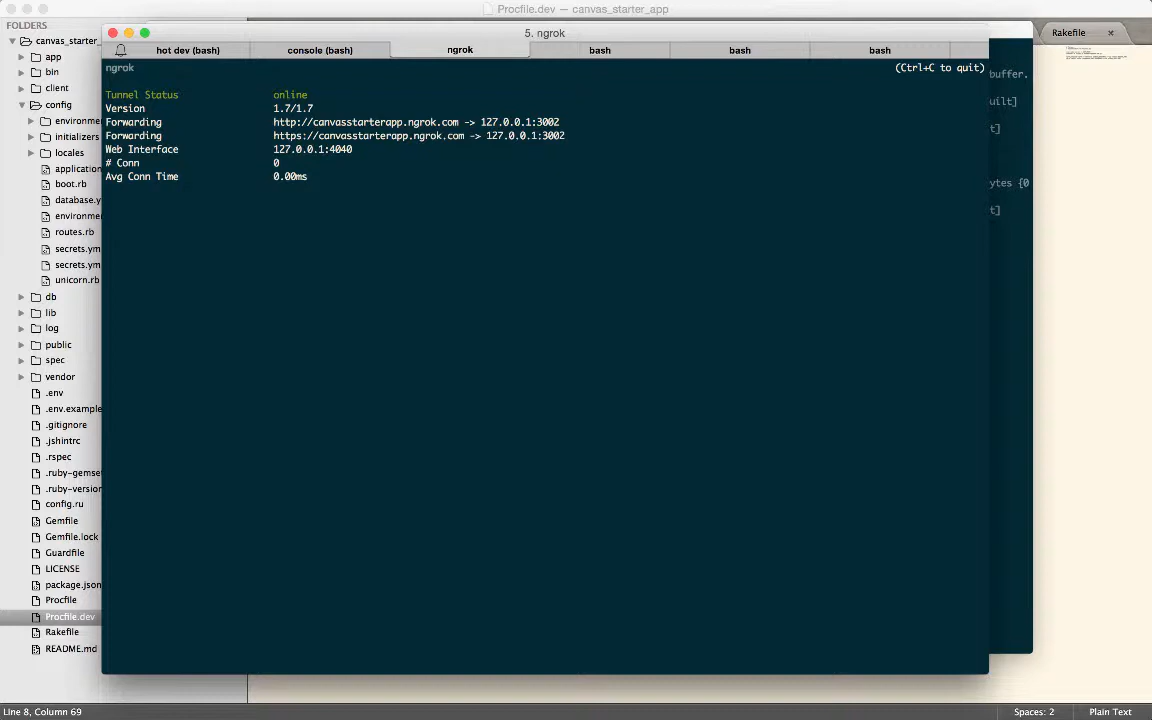 Procfile.dev — canvas_starter_app
FOLDERS
canvas_starter_
app
bin
client
config
environme
initializers
locales
application
boot.rb
database.y
environme
routes.rb
secrets.ym
secrets.ym
unicorn.rb
db
lib
log
public
spec
vendor
.env
.env.example
.gitignore
.jshintrc
.rspec
.ruby-gemset
.ruby-version
config.ru
Gemfile
Gemfile.lock
Guardfile
LICENSE
package.json
Procfile
Procfile.dev
Rakefile
README.md
5. ngrok
hot dev (bash) console (bash) ngrok bash bash bash
ngrok (Ctrl+C to quit)
Tunnel Status online
Version 1.7/1.7
Forwarding http://canvasstarterapp.ngrok.com -> 127.0.0.1:3002
Forwarding https://canvasstarterapp.ngrok.com -> 127.0.0.1:3002
Web Interface 127.0.0.1:4040
# Conn 0
Avg Conn Time 0.00ms
Rakefile
buffer.
uilt]
t]
ytes {0
t]
Line 8, Column 69 Spaces: 2 Plain Text